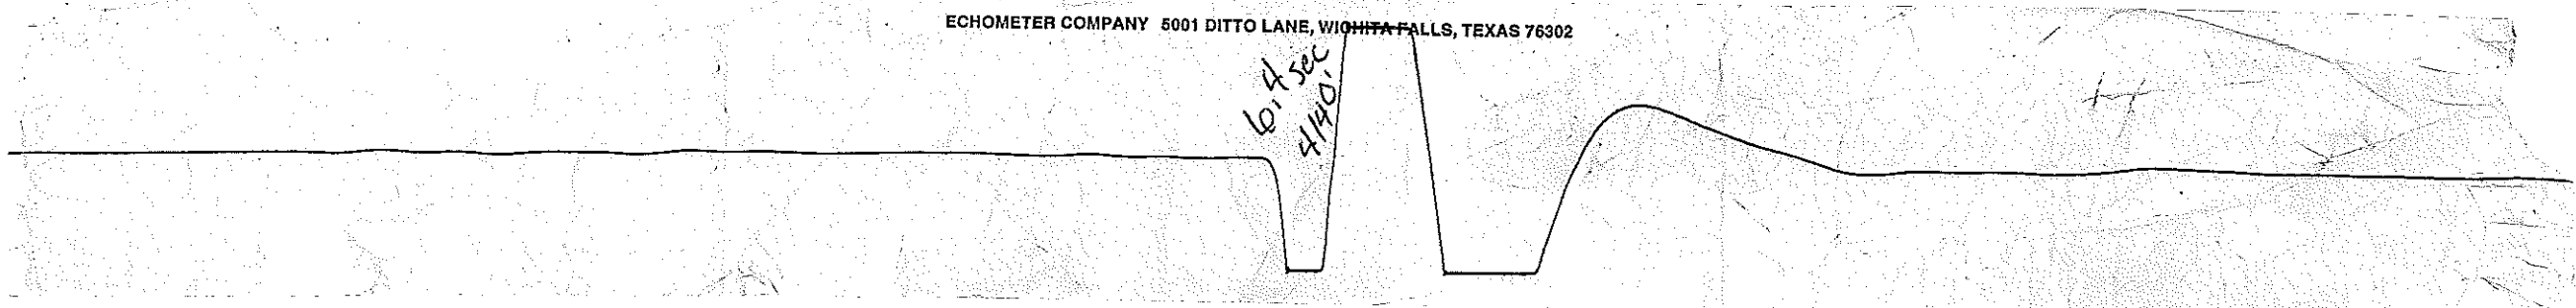 ECHOMETER COMPANY 5001 DITTO LANE, WICHITA FALLS, TEXAS 76302
6.4 sec
4140'